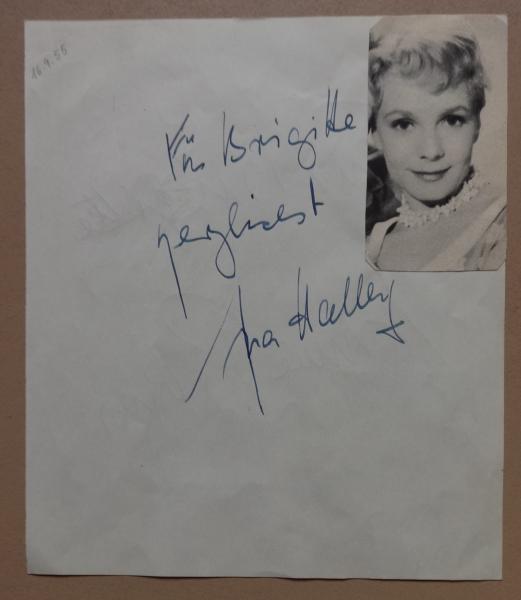 16.9.55
Für Brigitte
herzlichst
Ina Halley